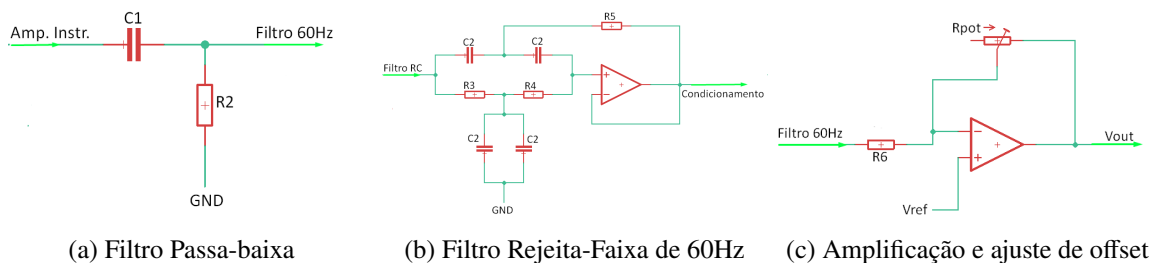 Amp. Instr.
C1
Filtro 60Hz
R2
GND
(a) Filtro Passa-baixa
R5
C2
C2
Filtro RC
R3
R4
Condicionamento
C2
C2
GND
(b) Filtro Rejeita-Faixa de 60Hz
Rpot
Filtro 60Hz
R6
Vout
Vref
(c) Amplificação e ajuste de offset